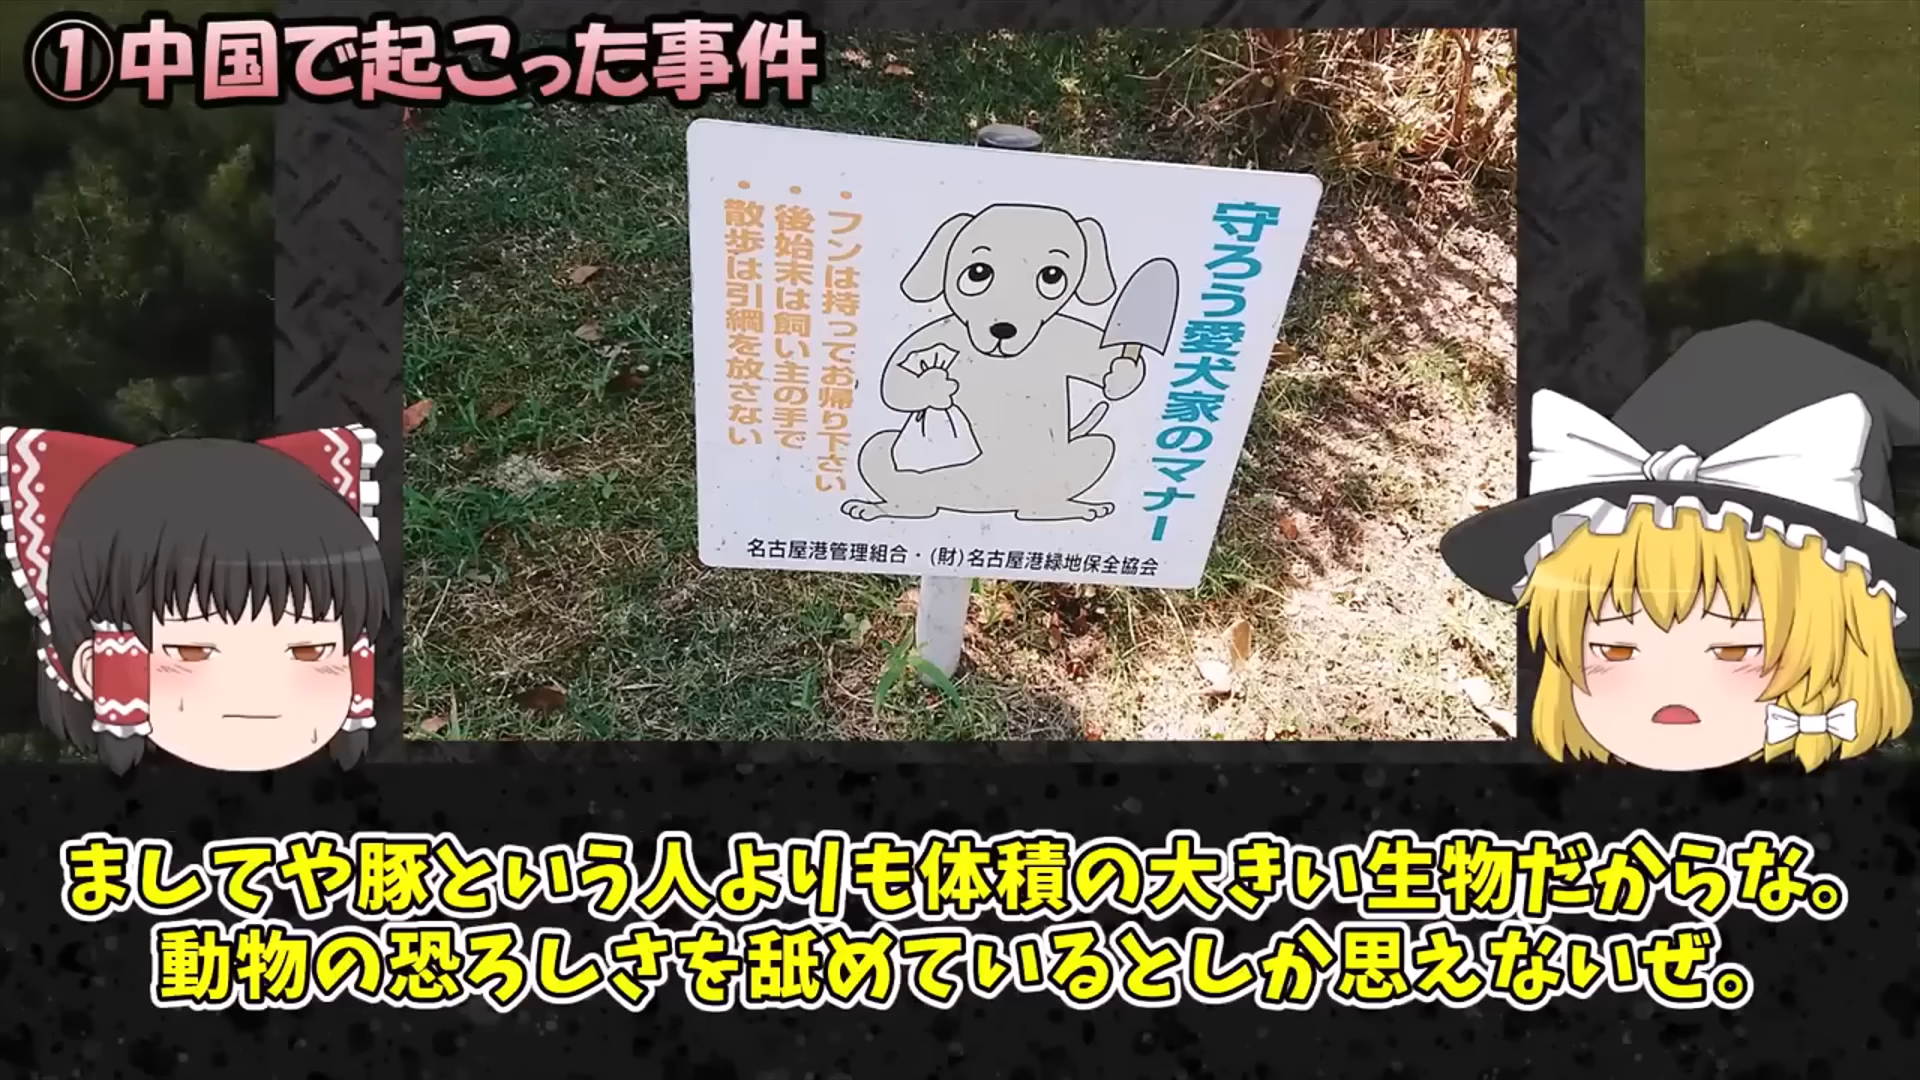 ①中国で起こった事件
守ろう愛犬家のマナー
・フンは持ってお帰り下さい
・後始末は飼い主の手で
・散歩は引綱を放さない
名古屋港管理組合・(財)名古屋港緑地保全協会
ましてや豚という人よりも体積の大きい生物だからな。
動物の恐ろしさを舐めているとしか思えないぜ。